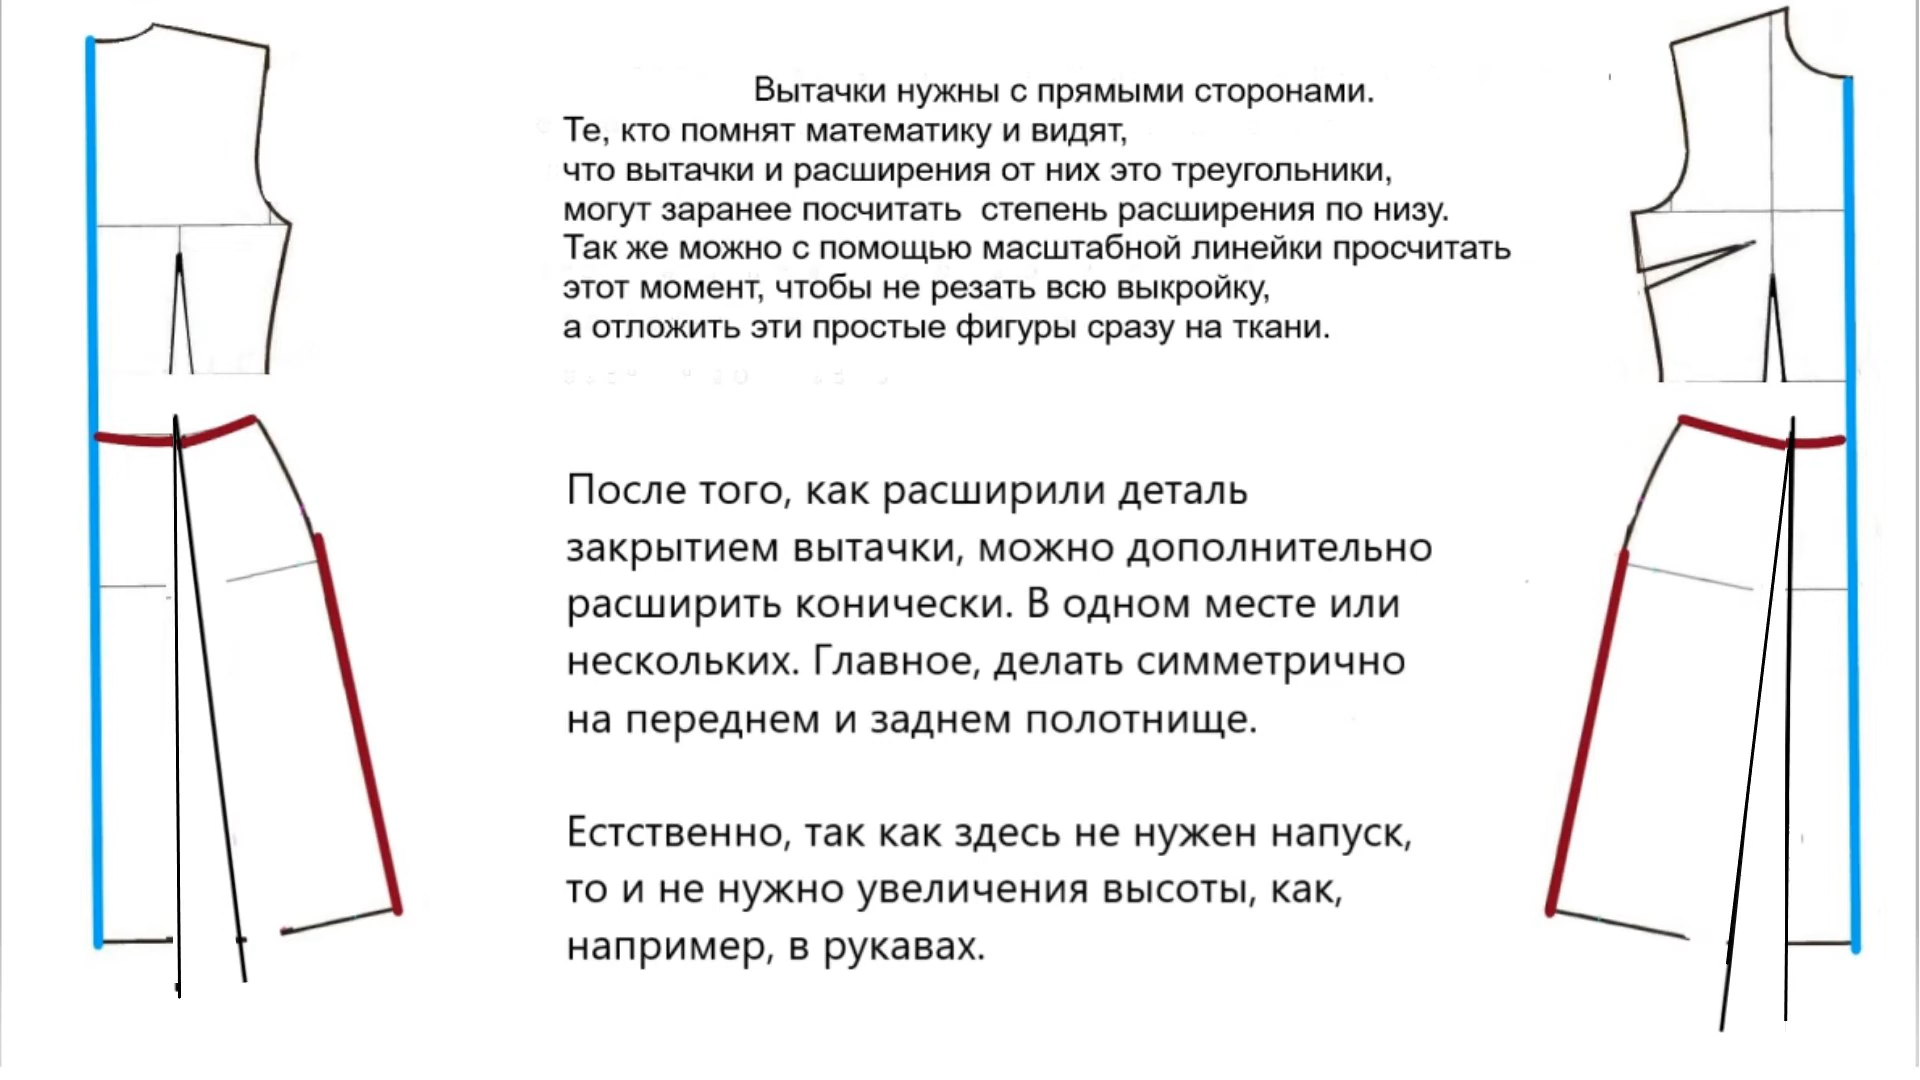 Вытачки нужны с прямыми сторонами.
Те, кто помнят математику и видят,
что вытачки и расширения от них это треугольники,
могут заранее посчитать  степень расширения по низу.
Так же можно с помощью масштабной линейки просчитать
этот момент, чтобы не резать всю выкройку,
а отложить эти простые фигуры сразу на ткани.
После того, как расширили деталь
закрытием вытачки, можно дополнительно
расширить конически. В одном месте или
нескольких. Главное, делать симметрично
на переднем и заднем полотнище.
Естственно, так как здесь не нужен напуск,
то и не нужно увеличения высоты, как,
например, в рукавах.